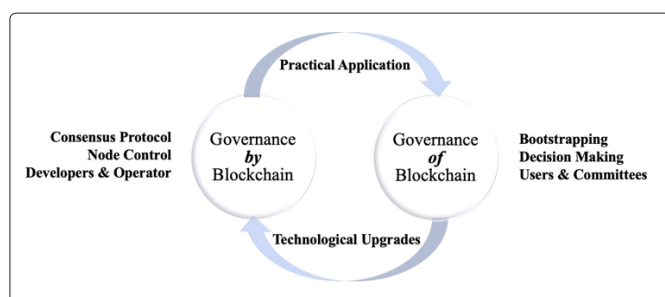 Practical Application
Consensus Protocol
Node Control
Developers & Operator
Governance
by
Blockchain
Governance
of
Blockchain
Bootstrapping
Decision Making
Users & Committees
Technological Upgrades